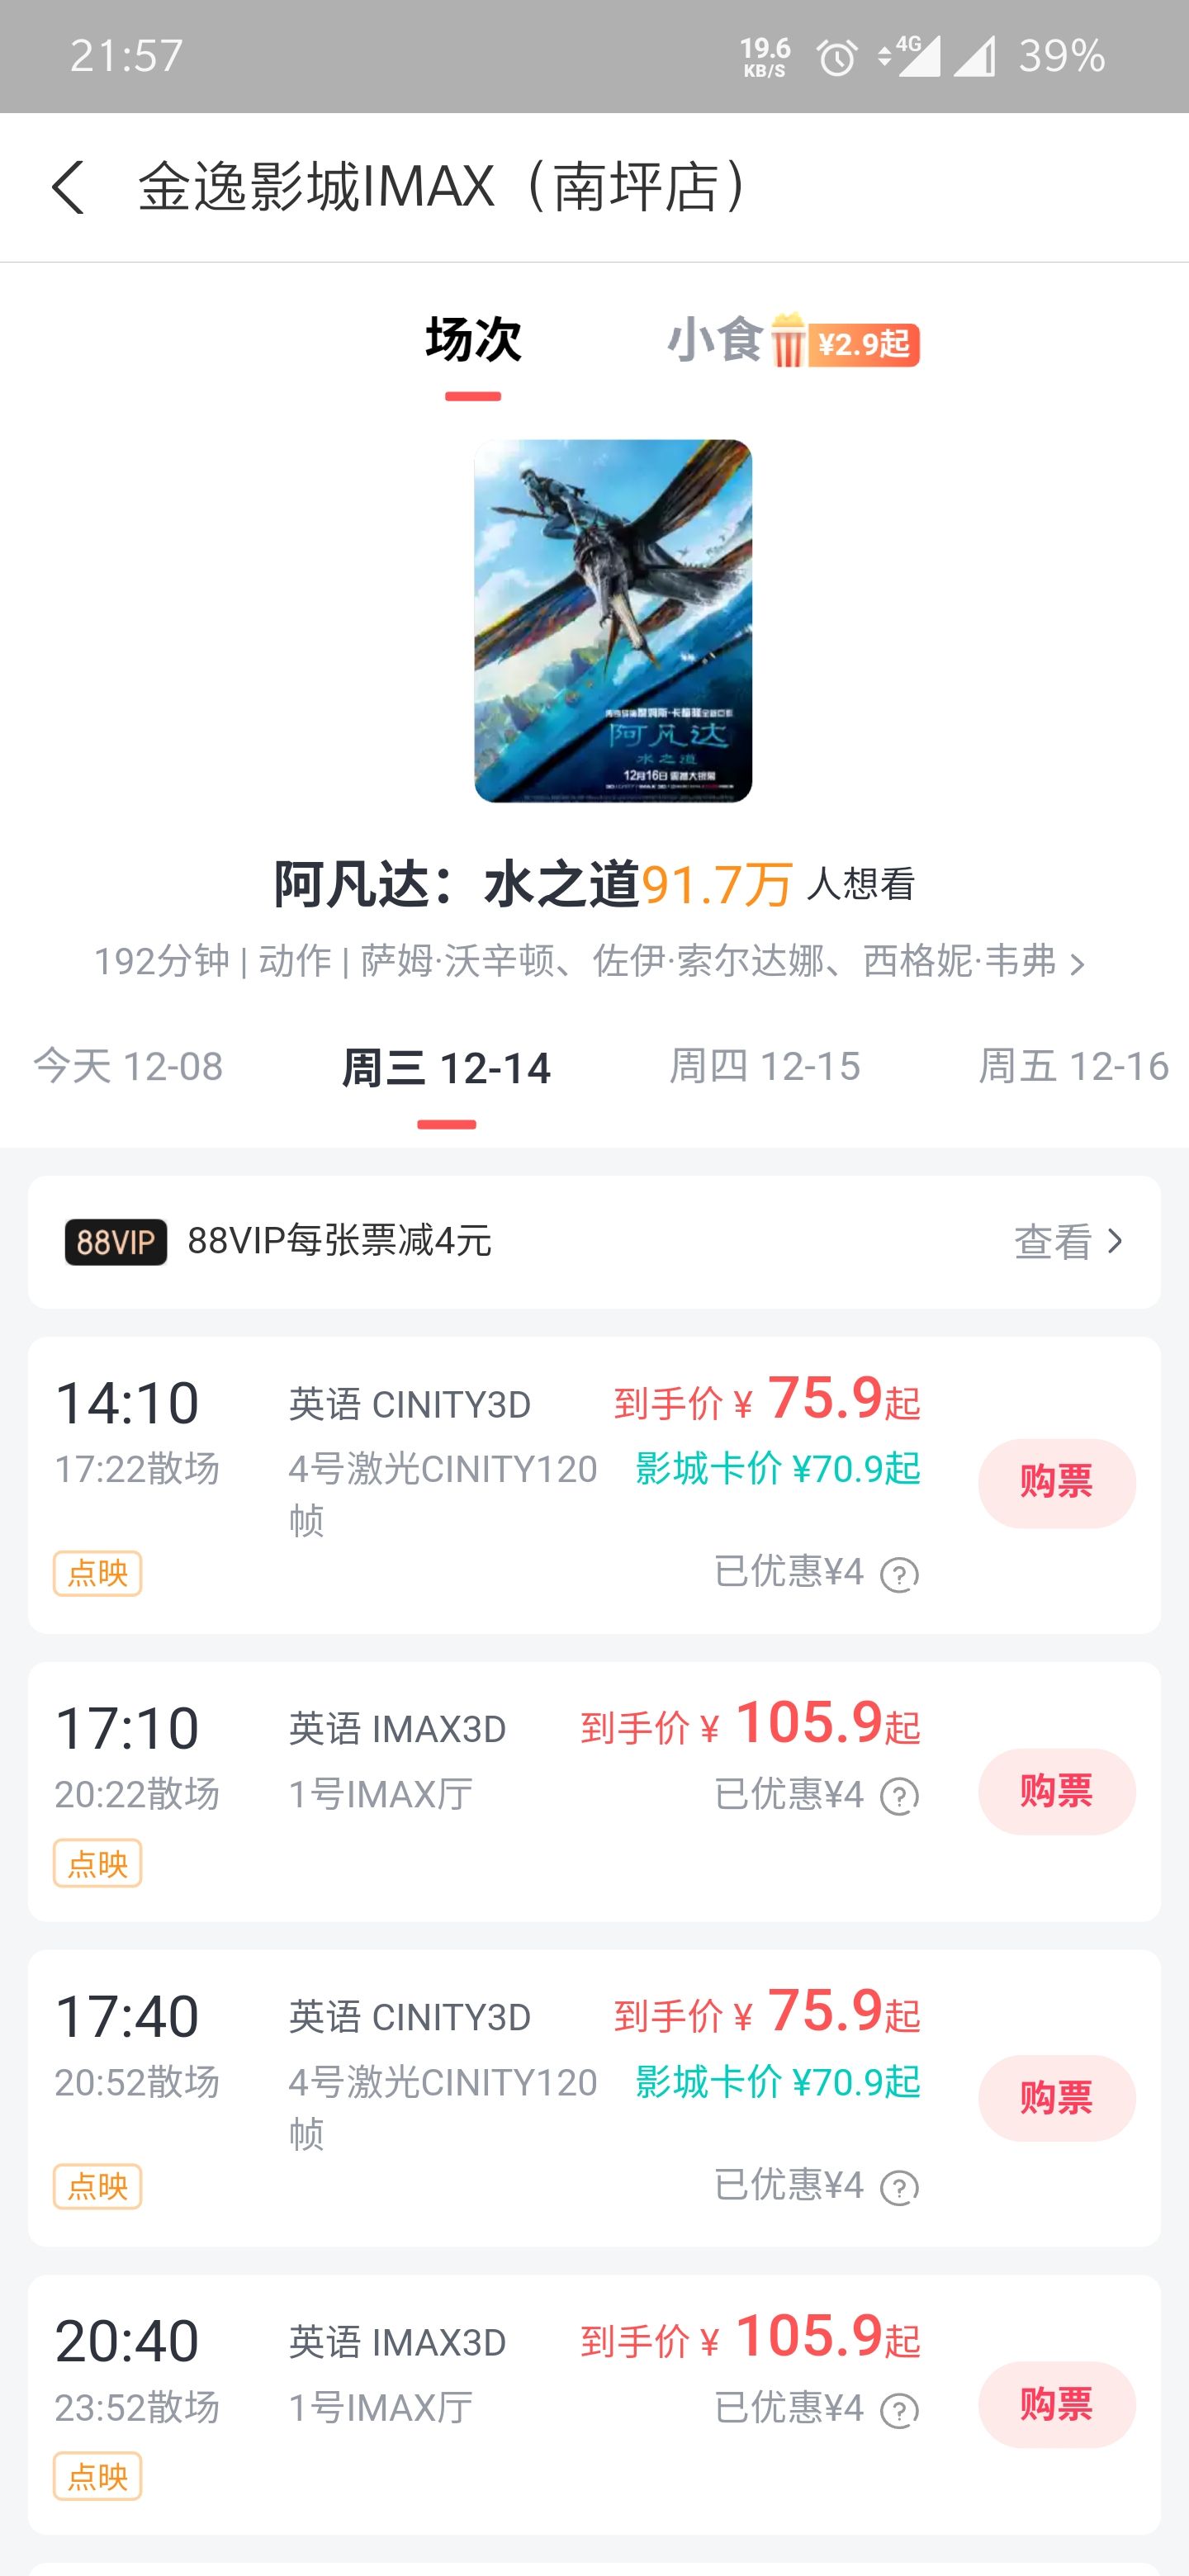 21:57
19.6 KB/S 4G 39%
金逸影城IMAX（南坪店）
场次 小食 ¥2.9起
阿凡达
水之道
12月16日
阿凡达：水之道91.7万 人想看
192分钟 | 动作 | 萨姆·沃辛顿、佐伊·索尔达娜、西格妮·韦弗 >
今天 12-08 周三 12-14 周四 12-15 周五 12-16
88VIP 88VIP每张票减4元 查看 >
14:10 英语 CINITY3D 到手价 ¥ 75.9起
17:22散场 4号激光CINITY120 影城卡价 ¥70.9起
帧
购票
点映 已优惠¥4 ?
17:10 英语 IMAX3D 到手价 ¥ 105.9起
20:22散场 1号IMAX厅 已优惠¥4 ? 购票
点映
17:40 英语 CINITY3D 到手价 ¥ 75.9起
20:52散场 4号激光CINITY120 影城卡价 ¥70.9起
帧
购票
点映 已优惠¥4 ?
20:40 英语 IMAX3D 到手价 ¥ 105.9起
23:52散场 1号IMAX厅 已优惠¥4 ? 购票
点映